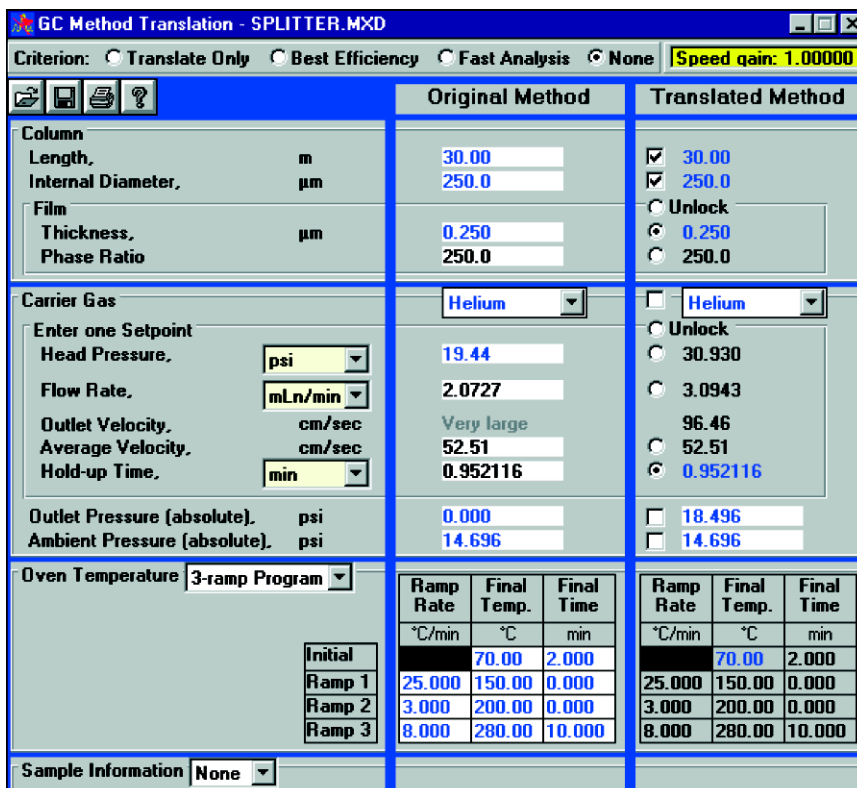 GC Method Translation - SPLITTER.MXD
Criterion: Translate Only Best Efficiency Fast Analysis None Speed gain: 1.00000
Original Method Translated Method
Column
Length, m 30.00 30.00
Internal Diameter, µm 250.0 250.0
Film Unlock
Thickness, µm 0.250 0.250
Phase Ratio 250.0 250.0
Carrier Gas Helium Helium
Enter one Setpoint Unlock
Head Pressure, psi 19.44 30.930
Flow Rate, mLn/min 2.0727 3.0943
Outlet Velocity, cm/sec Very large 96.46
Average Velocity, cm/sec 52.51 52.51
Hold-up Time, min 0.952116 0.952116
Outlet Pressure (absolute), psi 0.000 18.496
Ambient Pressure (absolute), psi 14.696 14.696
Oven Temperature 3-ramp Program
Ramp Rate Final Temp. Final Time Ramp Rate Final Temp. Final Time
°C/min °C min °C/min °C min
Initial 70.00 2.000 70.00 2.000
Ramp 1 25.000 150.00 0.000 25.000 150.00 0.000
Ramp 2 3.000 200.00 0.000 3.000 200.00 0.000
Ramp 3 8.000 280.00 10.000 8.000 280.00 10.000
Sample Information None